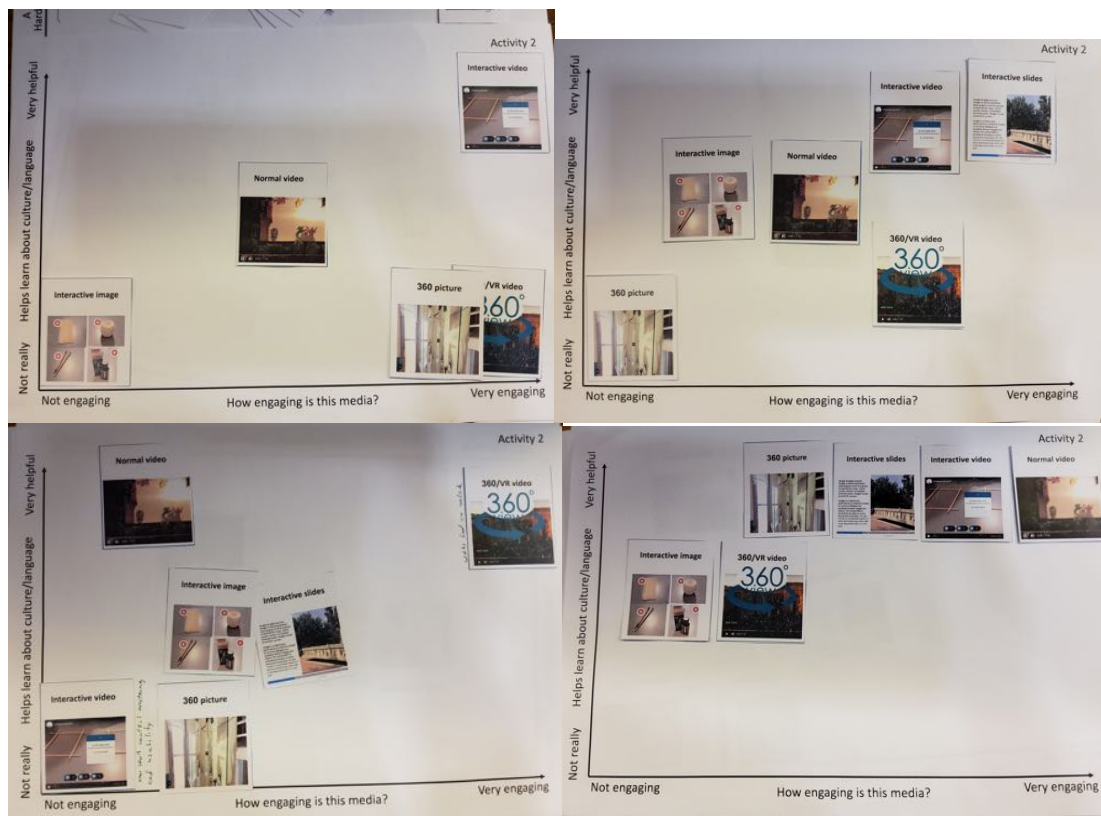 A
Hard
Activity 2
Very helpful
Helps learn about culture/language
Not really
Interactive video
Normal video
Interactive image
360 picture
/VR video
360°
Not engaging
How engaging is this media?
Very engaging
Activity 2
Very helpful
Helps learn about culture/language
Not really
Interactive slides
Interactive video
Interactive image
Normal video
360/VR video
360°
VIEW
360 picture
Not engaging
How engaging is this media?
Very engaging
Activity 2
Very helpful
Helps learn about culture/language
Not really
Normal video
360/VR video
360°
Interactive image
Interactive slides
Interactive video
360 picture
Not engaging
How engaging is this media?
Very engaging
Activity 2
Very helpful
Helps learn about culture/language
Not really
360 picture
Interactive slides
Interactive video
Normal video
Interactive image
360/VR video
360°
Not engaging
How engaging is this media?
Very engaging